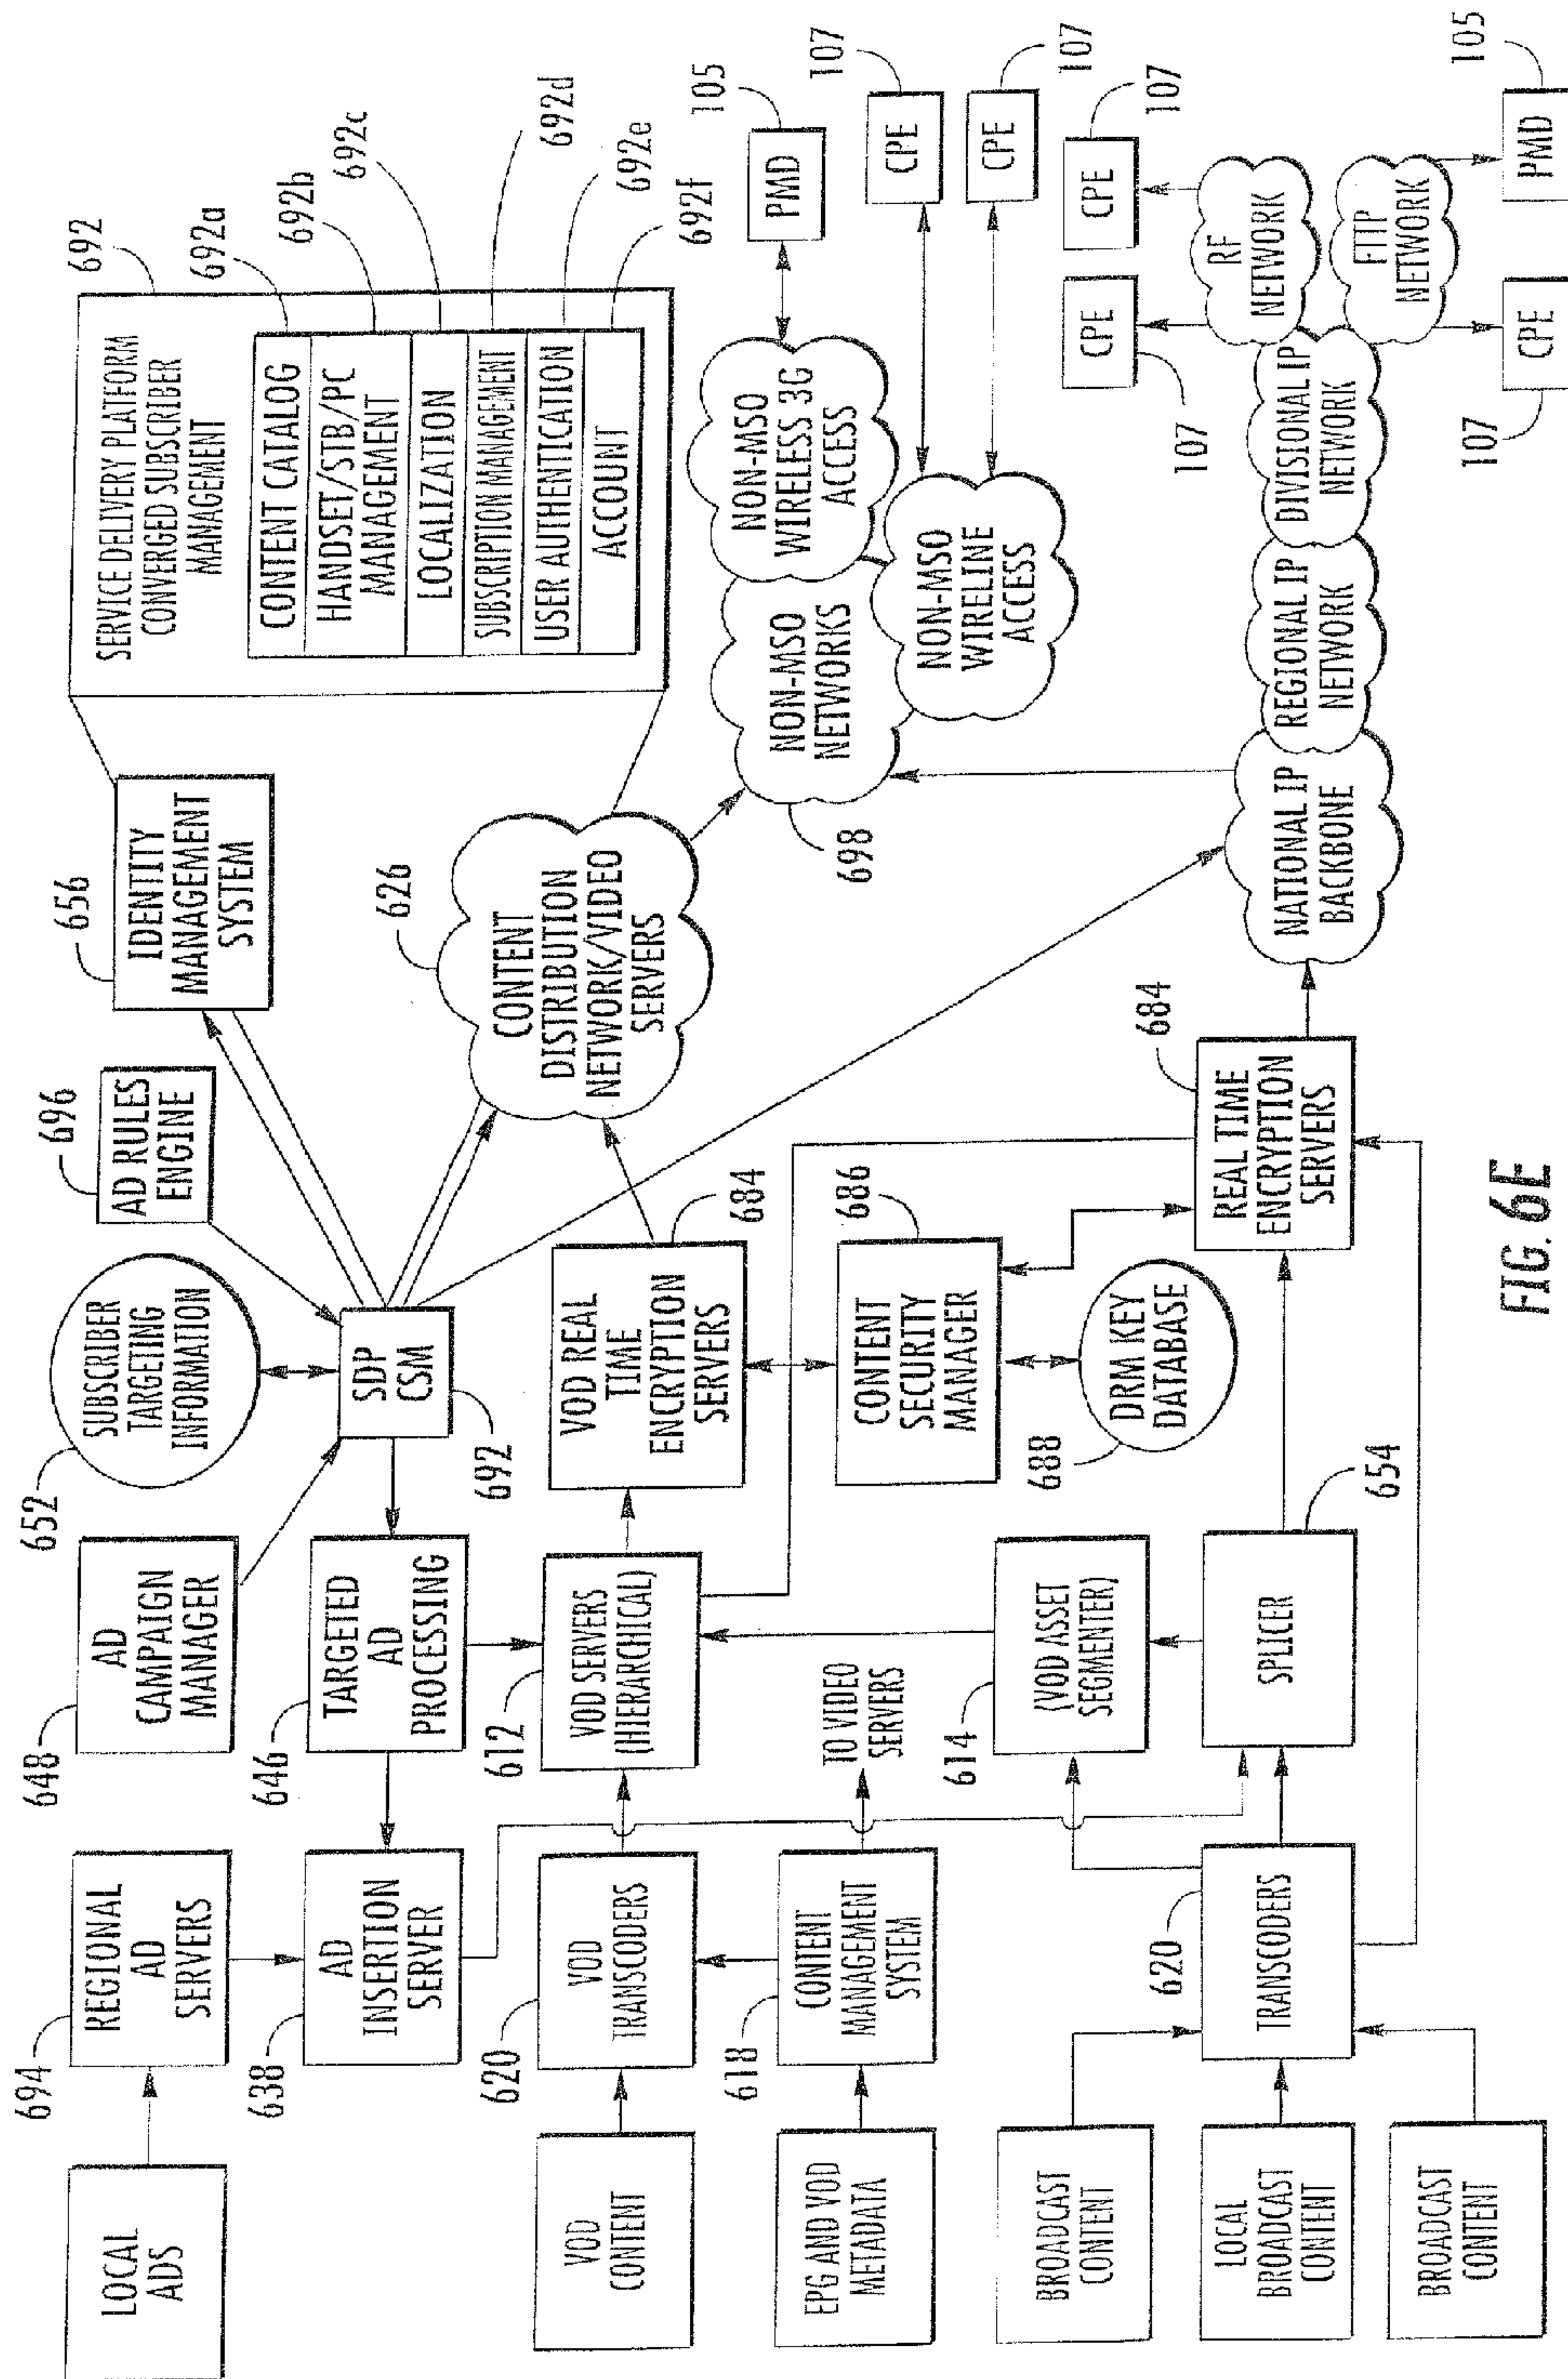 LOCAL
ADS
694
REGIONAL
AD
SERVERS
648
AD
CAMPAIGN
MANAGER
652
SUBSCRIBER
TARGETING
INFORMATION
696
AD RULES
ENGINE
656
IDENTITY
MANAGEMENT
SYSTEM
692
SERVICE DELIVERY PLATFORM
CONVERGED SUBSCRIBER
MANAGEMENT
CONTENT CATALOG
HANDSET/STB/PC
MANAGEMENT
LOCALIZATION
SUBSCRIPTION MANAGEMENT
USER AUTHENTICATION
ACCOUNT
692a
692b
692c
692d
692e
692f
638
AD
INSERTION
SERVER
646
TARGETED
AD
PROCESSING
SDP
CSM
692
626
CONTENT
DISTRIBUTION
NETWORK/VIDEO
SERVERS
VOD
CONTENT
620
VOD
TRANSCODERS
612
VOD SERVERS
(HIERARCHICAL)
VOD REAL
TIME
ENCRYPTION
SERVERS
684
NON-MSO
NETWORKS
698
NON-MSO
WIRELESS 3G
ACCESS
NON-MSO
WIRELINE
ACCESS
PMD
105
CPE
107
CPE
107
EPG AND VOD
METADATA
618
CONTENT
MANAGEMENT
SYSTEM
TO VIDEO
SERVERS
CONTENT
SECURITY
MANAGER
686
688
DRM KEY
DATABASE
614
(VOD ASSET
SEGMENTER)
BROADCAST
CONTENT
LOCAL
BROADCAST
CONTENT
BROADCAST
CONTENT
620
TRANSCODERS
SPLICER
654
REAL TIME
ENCRYPTION
SERVERS
684
NATIONAL IP
BACKBONE
REGIONAL IP
NETWORK
DIVISIONAL IP
NETWORK
RF
NETWORK
FTTP
NETWORK
CPE
107
CPE
107
CPE
107
PMD
105
FIG. 6E